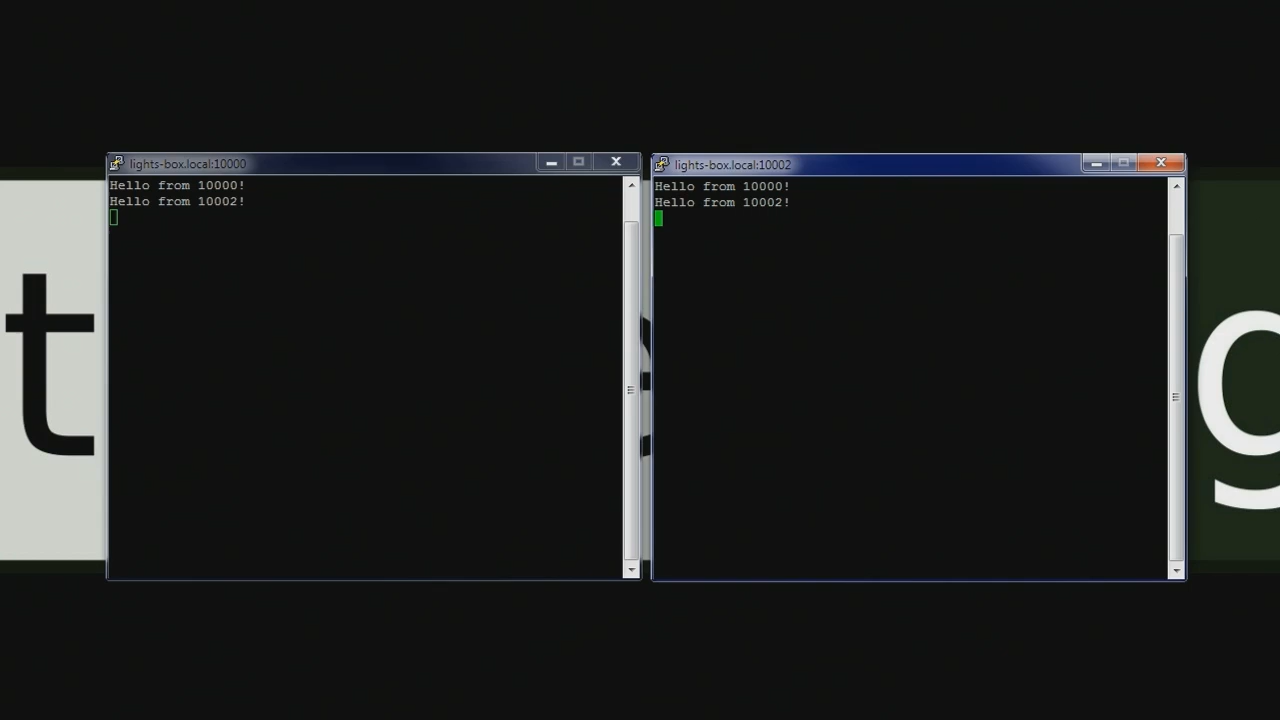 lights-box.local:10000
Hello from 10000!
Hello from 10002!
lights-box.local:10002
Hello from 10000!
Hello from 10002!
t
g